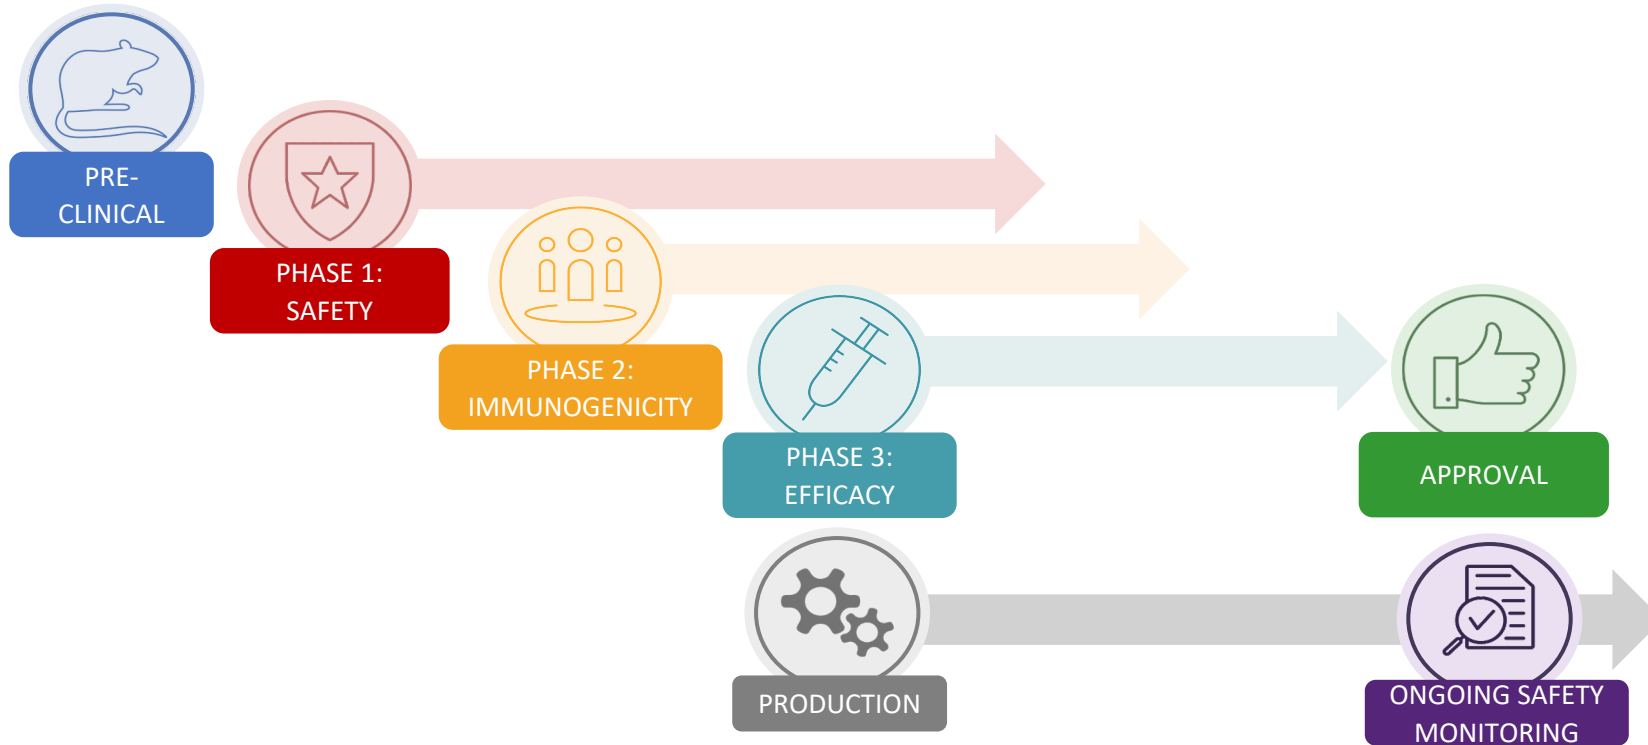 PRE-
CLINICAL
PHASE 1:
SAFETY
PHASE 2:
IMMUNOGENICITY
PHASE 3:
EFFICACY
APPROVAL
PRODUCTION
ONGOING SAFETY
MONITORING